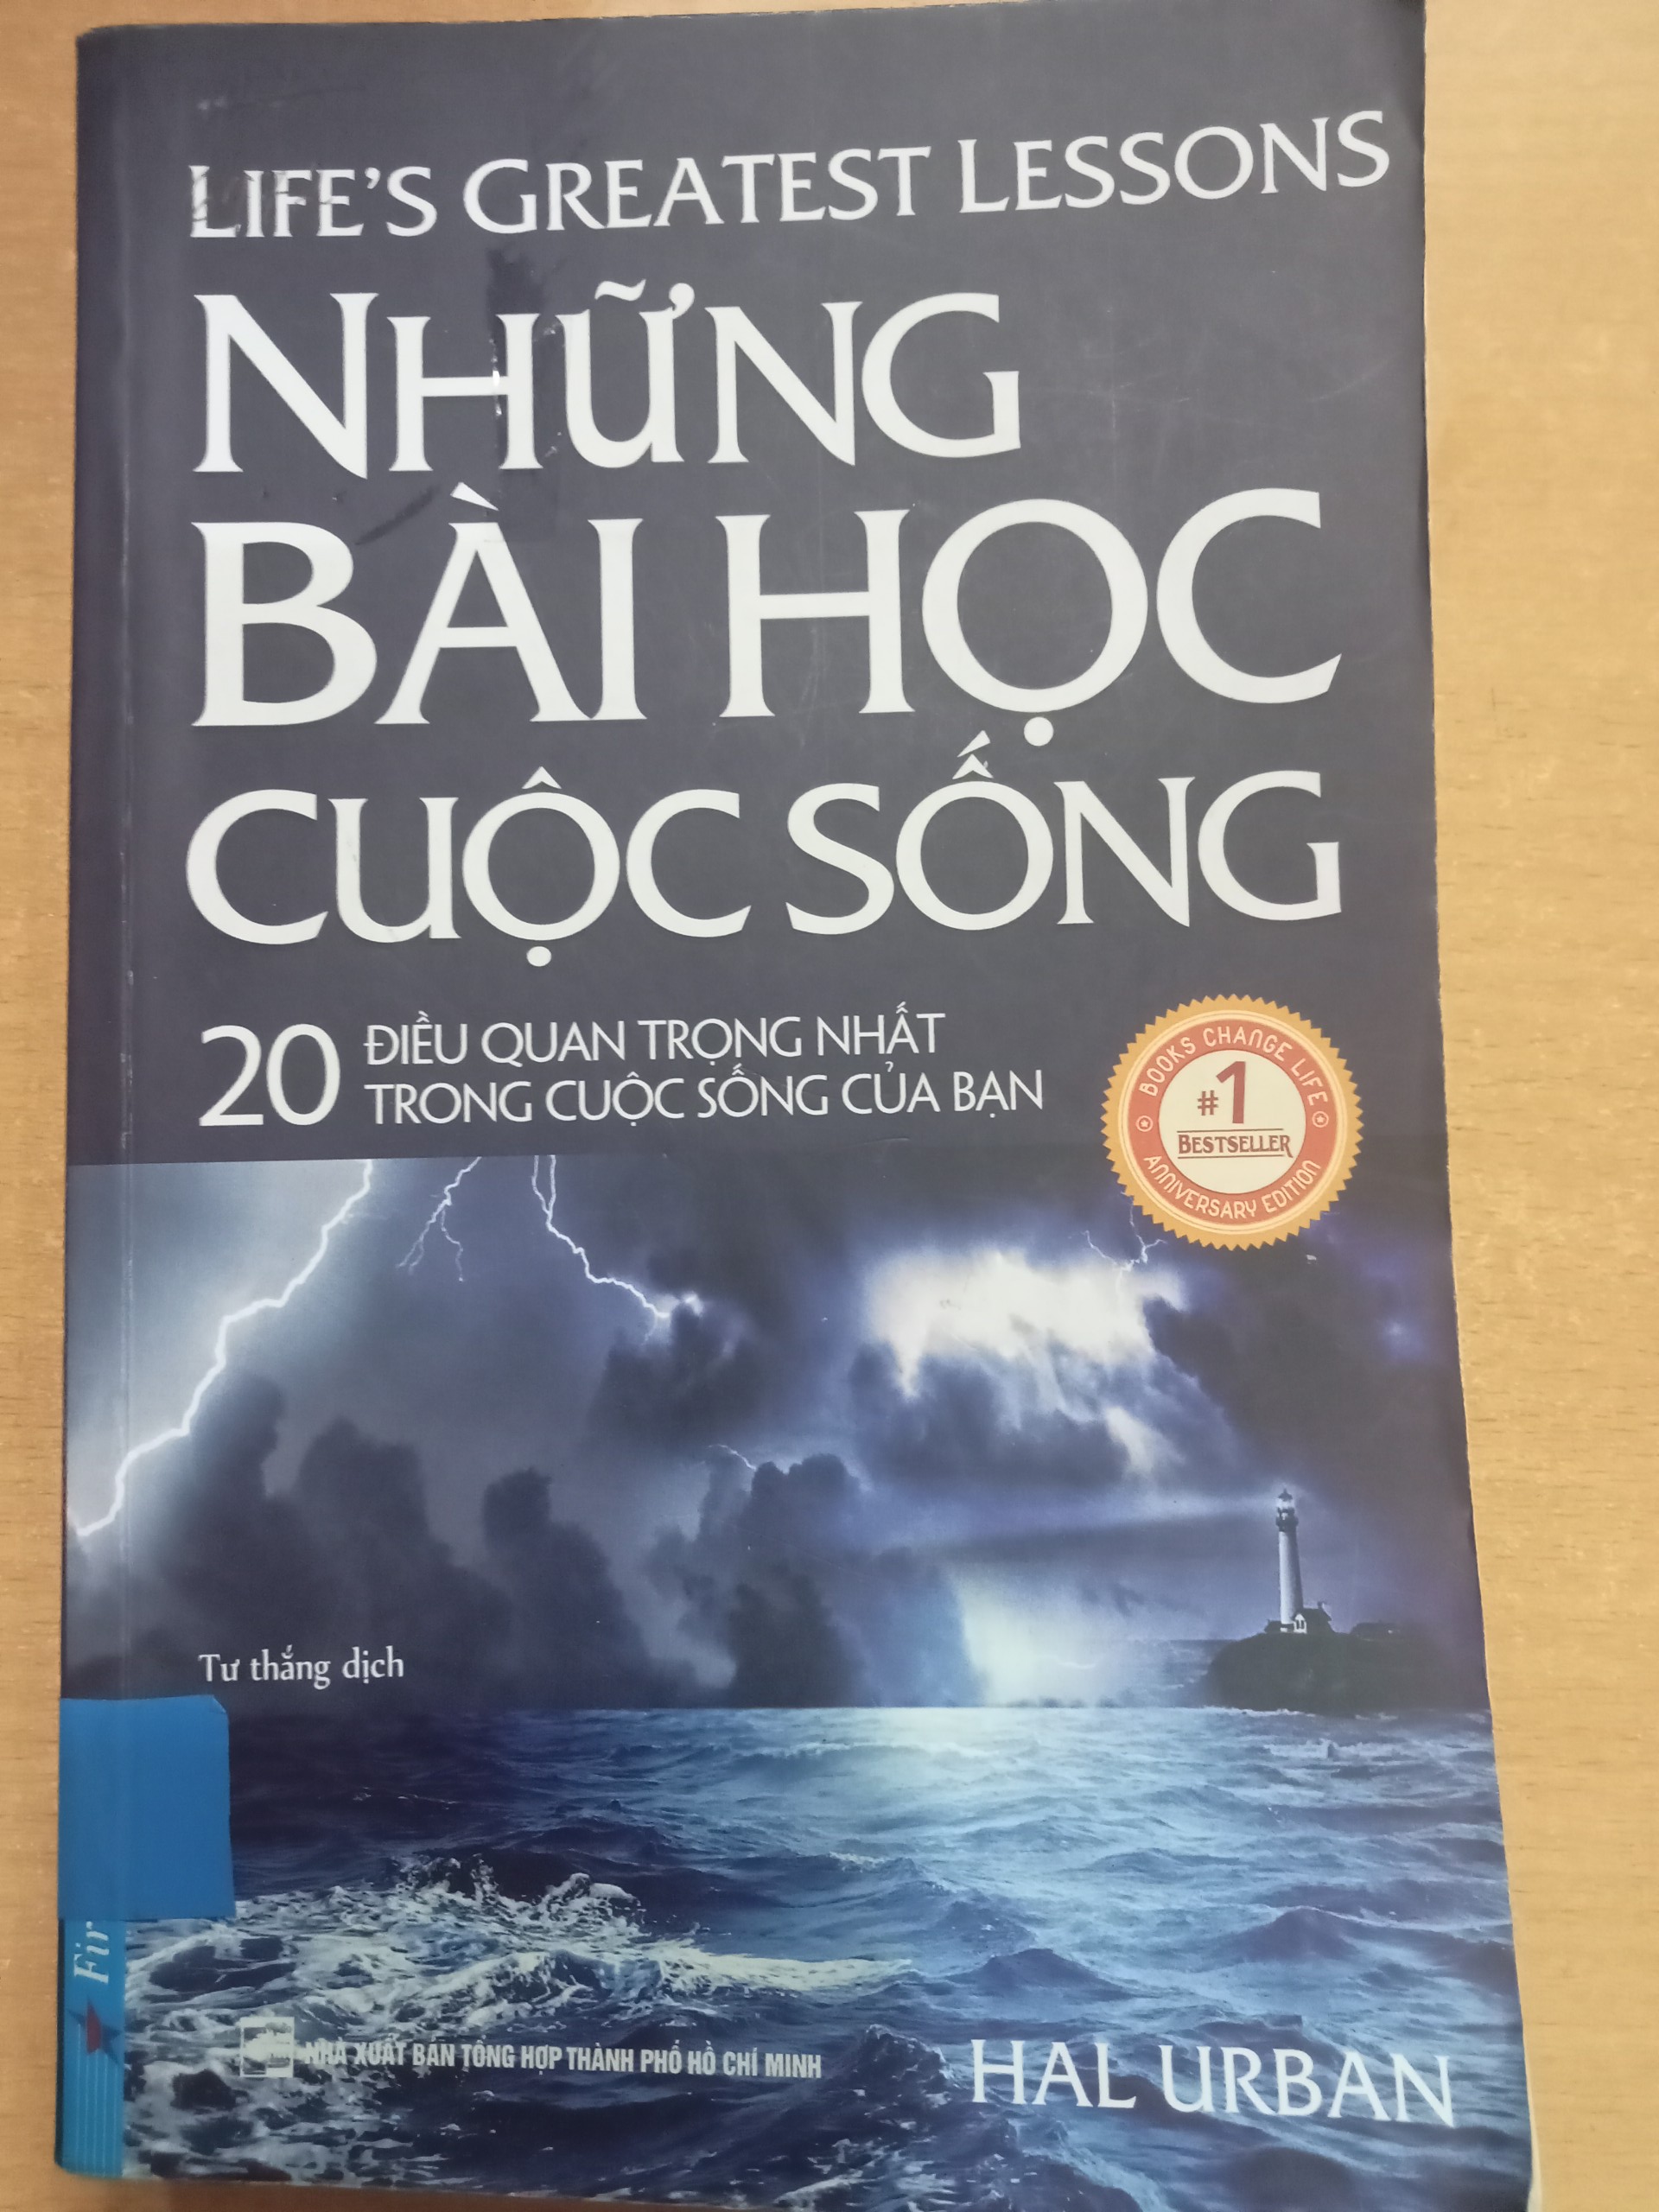 LIFE'S GREATEST LESSONS
NHỮNG
BÀI HỌC
CUỘC SỐNG
20 ĐIỀU QUAN TRỌNG NHẤT
TRONG CUỘC SỐNG CỦA BẠN
BOOKS CHANGE LIFE
#1
BESTSELLER
ANNIVERSARY EDITION
Tư thắng dịch
Fir
NHÀ XUẤT BẢN TỔNG HỢP THÀNH PHỐ HỒ CHÍ MINH
HAL URBAN